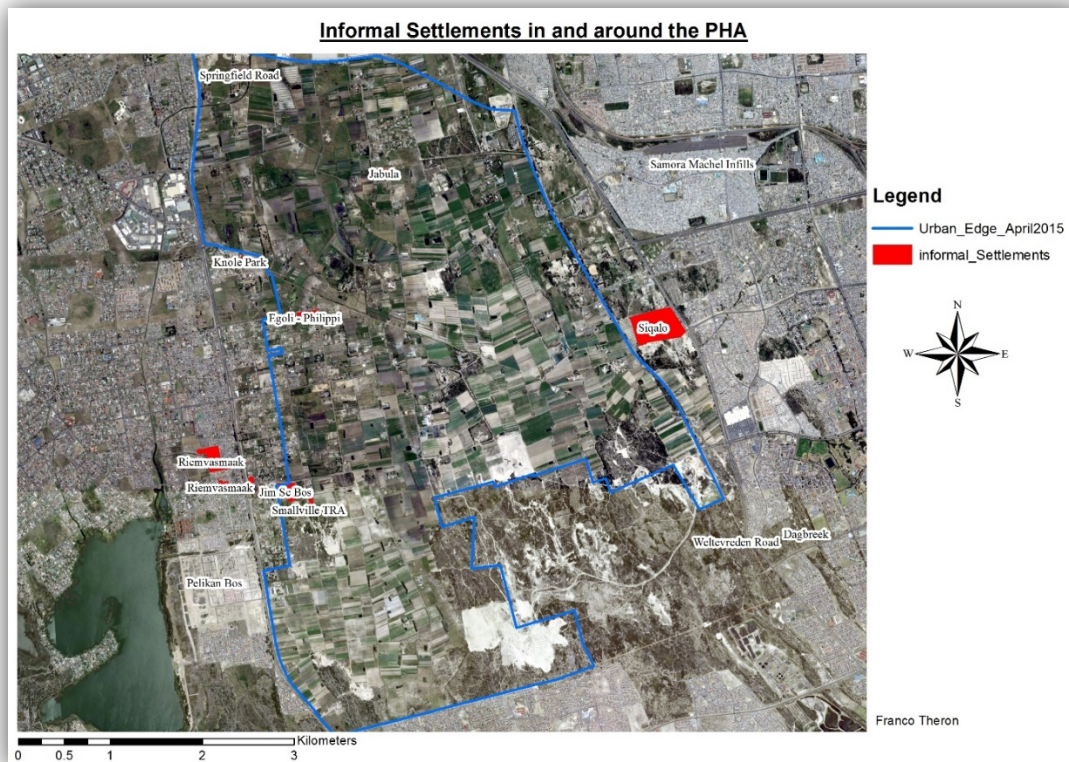 Informal Settlements in and around the PHA
Springfield Road
Samora Machel Infills
Jabula
Legend
Urban_Edge_April2015
informal_Settlements
Knole Park
Egoli - Philippi
Siqalo
N
W
E
S
Riemvasmaak
Riemvasmaak
Jim Se Bos
Smallville TRA
Weltevreden Road
Dagbreek
Pelikan Bos
Franco Theron
Kilometers
0 0.5 1 2 3